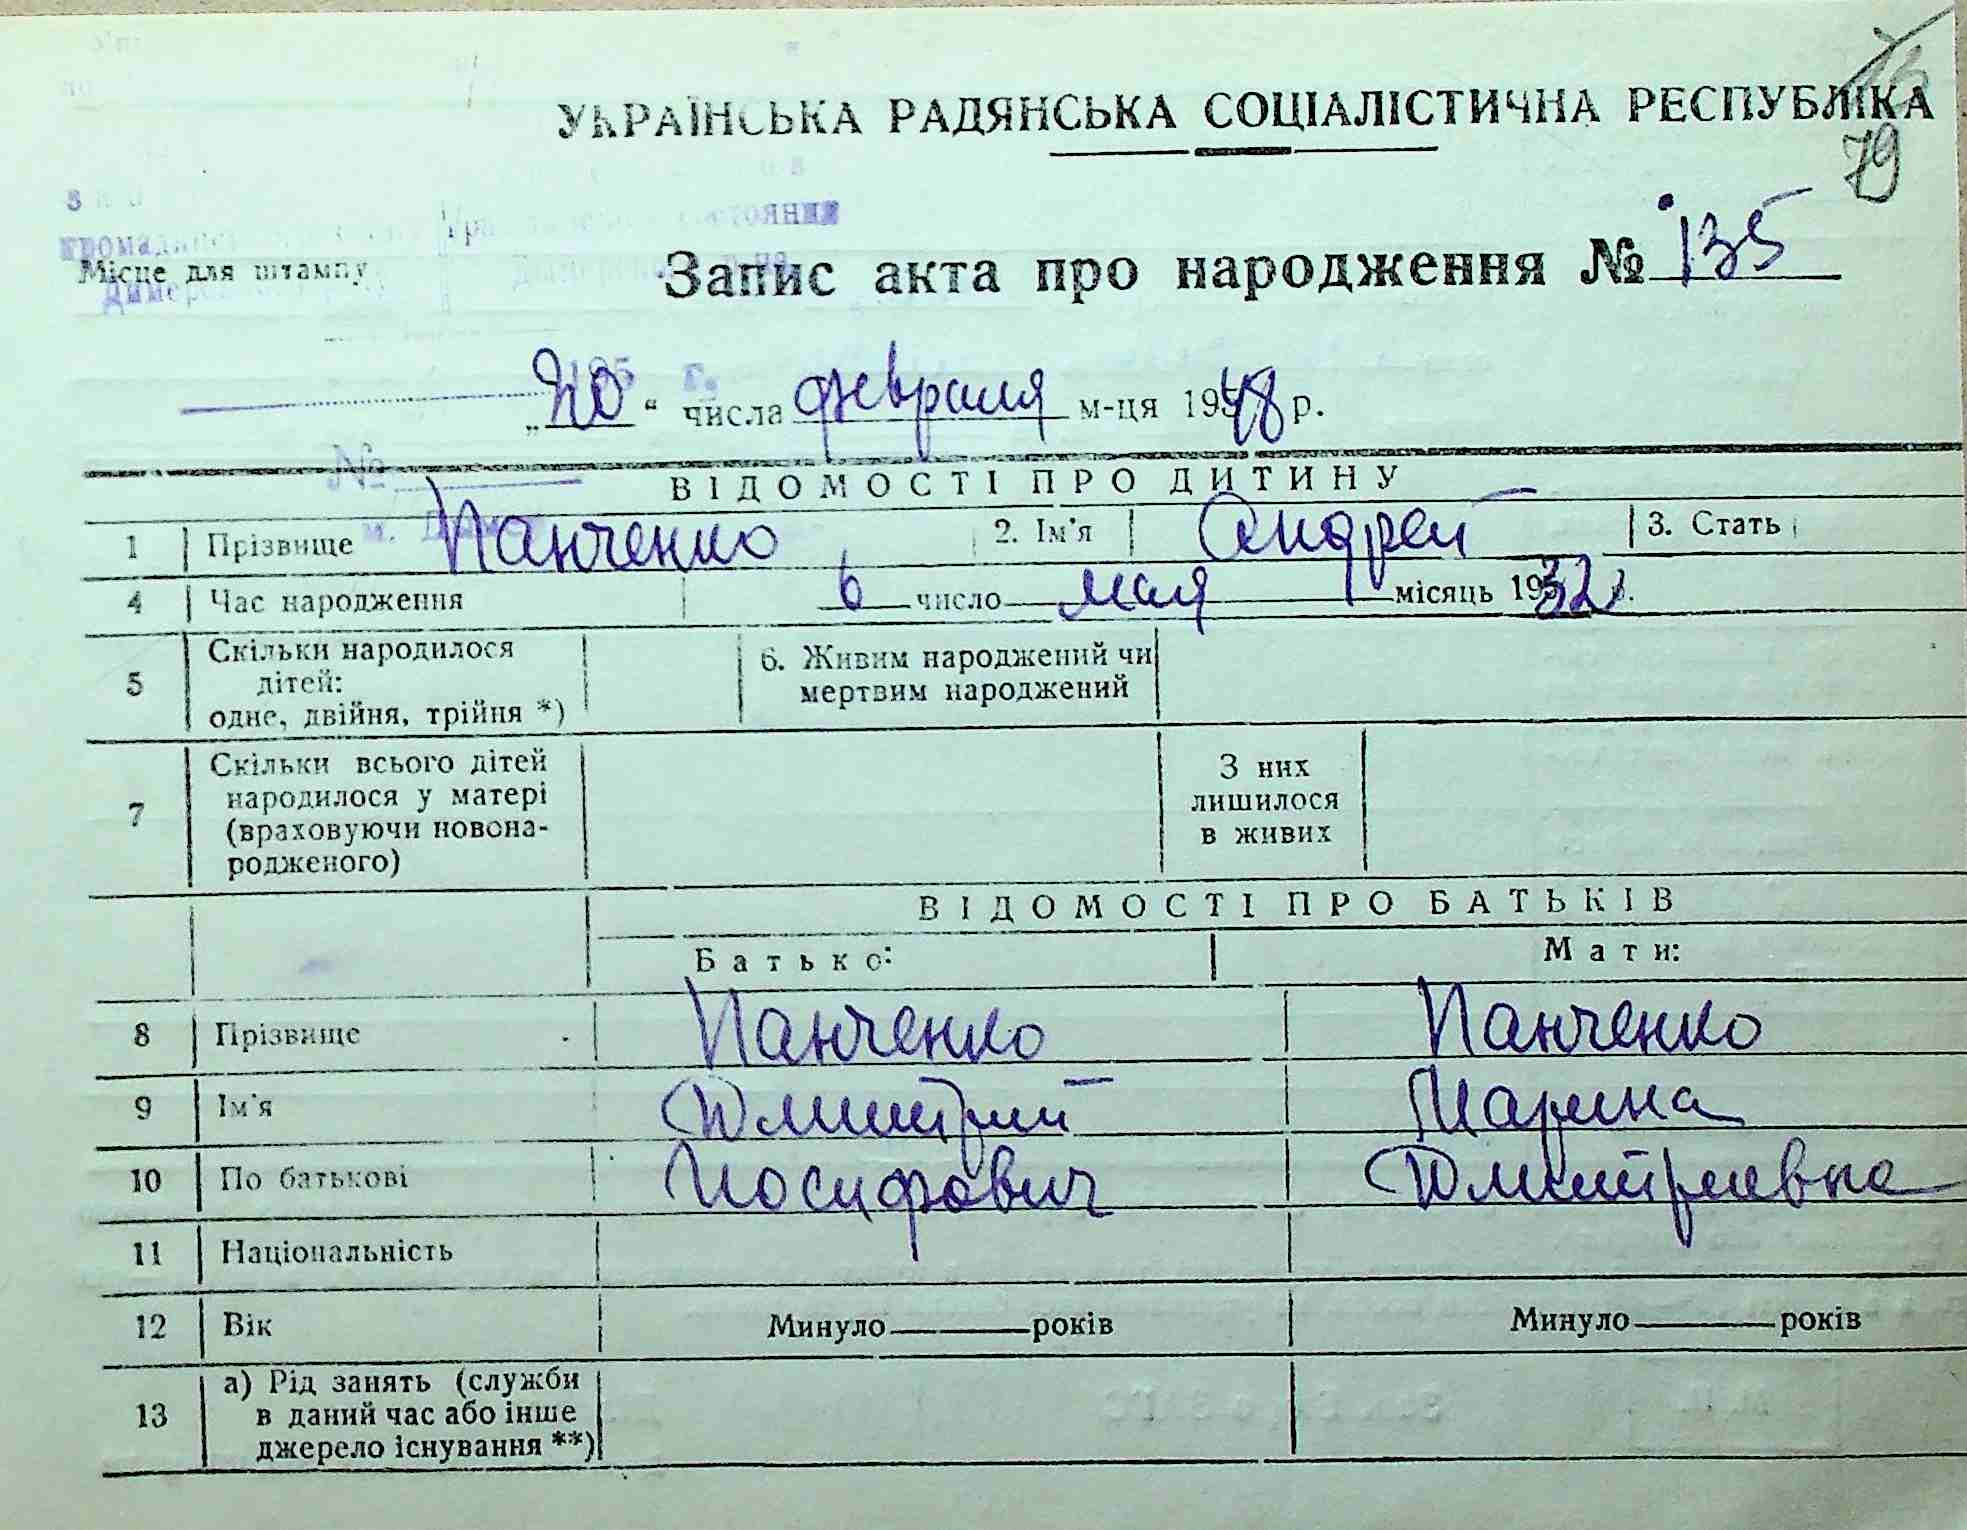 79
УКРАЇНСЬКА РАДЯНСЬКА СОЦІАЛІСТИЧНА РЕСПУБЛІКА
Місце для штампу
Запис акта про народження № 135
„20“ числа февраля м-ця 1948 р.
ВІДОМОСТІ ПРО ДИТИНУ
1 Прізвище Панченко 2. Ім'я Андрей 3. Стать
4 Час народження 6 число мая місяць 1932 р.
5 Скільки народилося дітей: одне, двійня, трійня *) 6. Живим народжений чи мертвим народжений
7 Скільки всього дітей народилося у матері (враховуючи новонародженого) З них лишилося в живих
ВІДОМОСТІ ПРО БАТЬКІВ
Батько: Мати:
8 Прізвище Панченко Панченко
9 Ім'я Дмитрий Марина
10 По батькові Иосифович Дмитриевна
11 Національність
12 Вік Минуло років Минуло років
13 а) Рід занять (служби в даний час або інше джерело існування **)